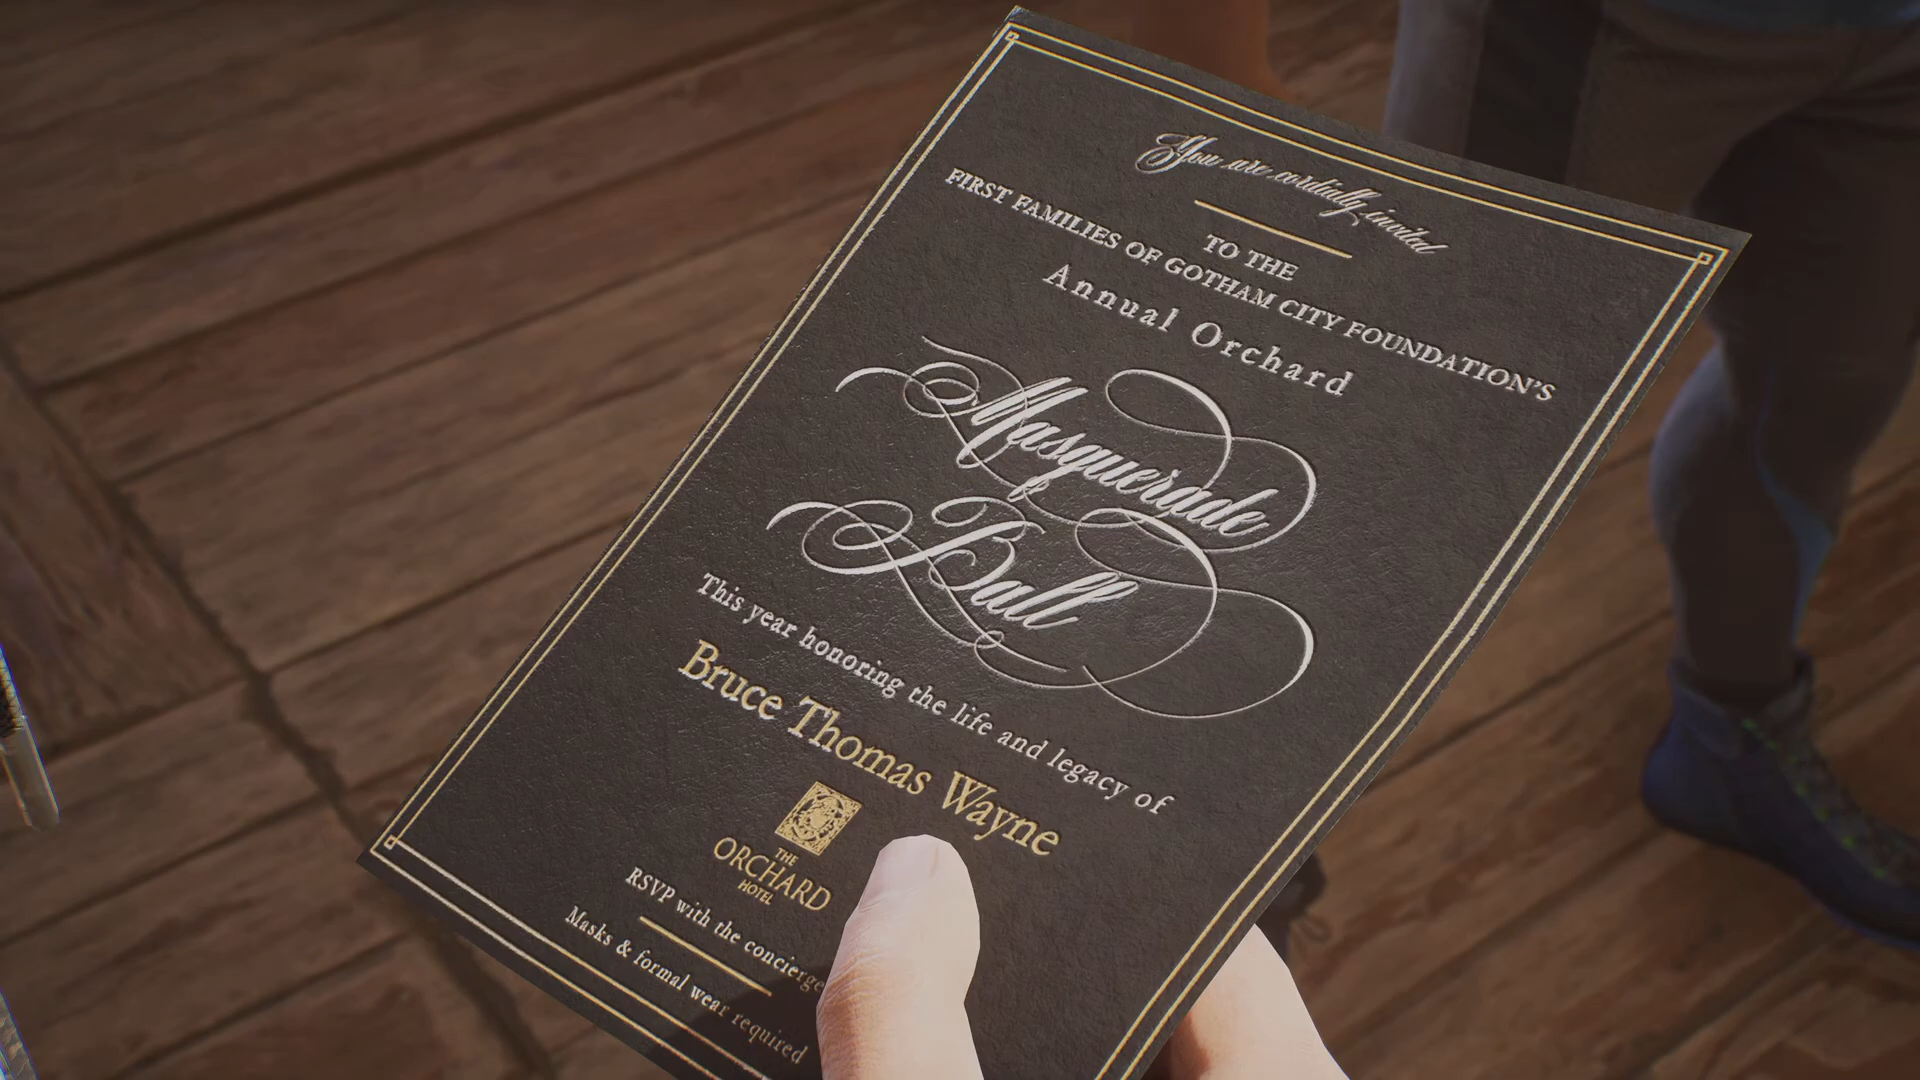 You are cordially invited
TO THE
FIRST FAMILIES OF GOTHAM CITY FOUNDATION'S
Annual Orchard
Masquerade
Ball
This year honoring the life and legacy of
Bruce Thomas Wayne
THE
ORCHARD
HOTEL
RSVP with the concierge
Masks & formal wear required